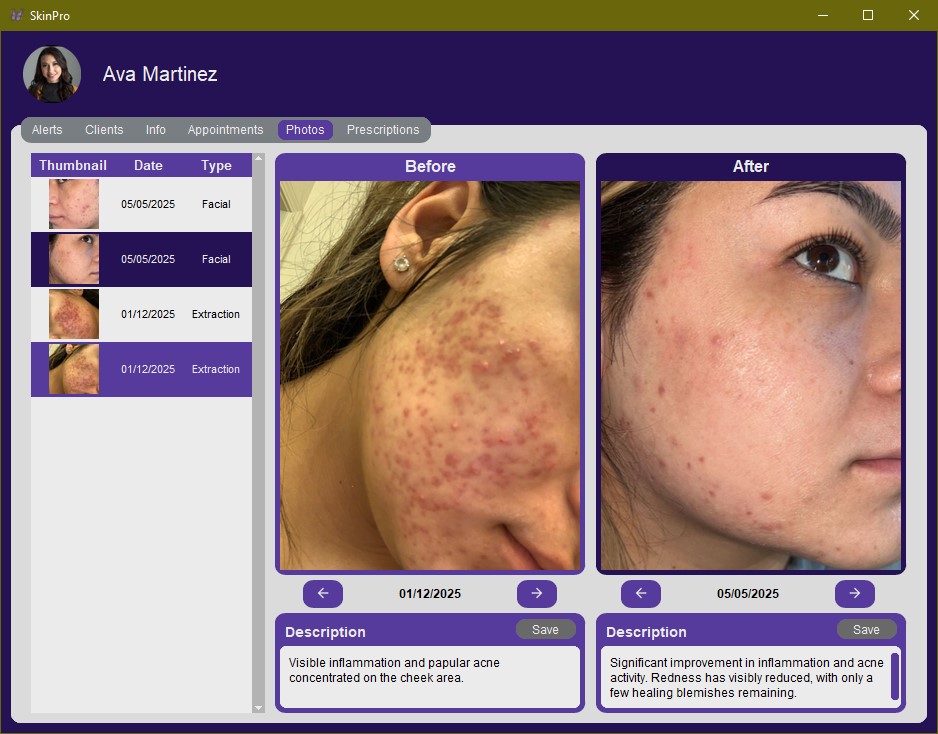 SkinPro
Ava Martinez
Alerts Clients Info Appointments Photos Prescriptions
Thumbnail Date Type
05/05/2025 Facial
05/05/2025 Facial
01/12/2025 Extraction
01/12/2025 Extraction
Before
01/12/2025
Description Save
Visible inflammation and papular acne
concentrated on the cheek area.
After
05/05/2025
Description Save
Significant improvement in inflammation and acne
activity. Redness has visibly reduced, with only a
few healing blemishes remaining.